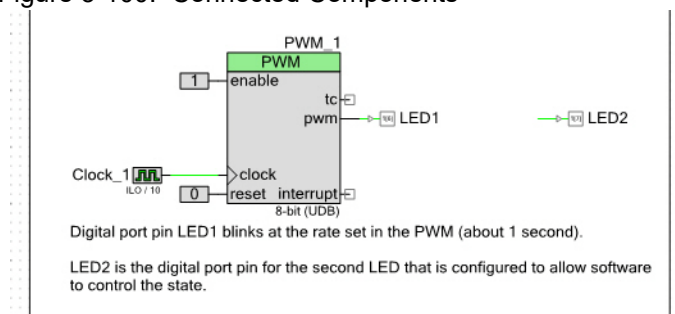 Figure 3-100. Connected Components
PWM_1
PWM
1 enable
tc
pwm LED1 LED2
Clock_1 clock
ILO / 10
0 reset interrupt
8-bit (UDB)
Digital port pin LED1 blinks at the rate set in the PWM (about 1 second).
LED2 is the digital port pin for the second LED that is configured to allow software
to control the state.